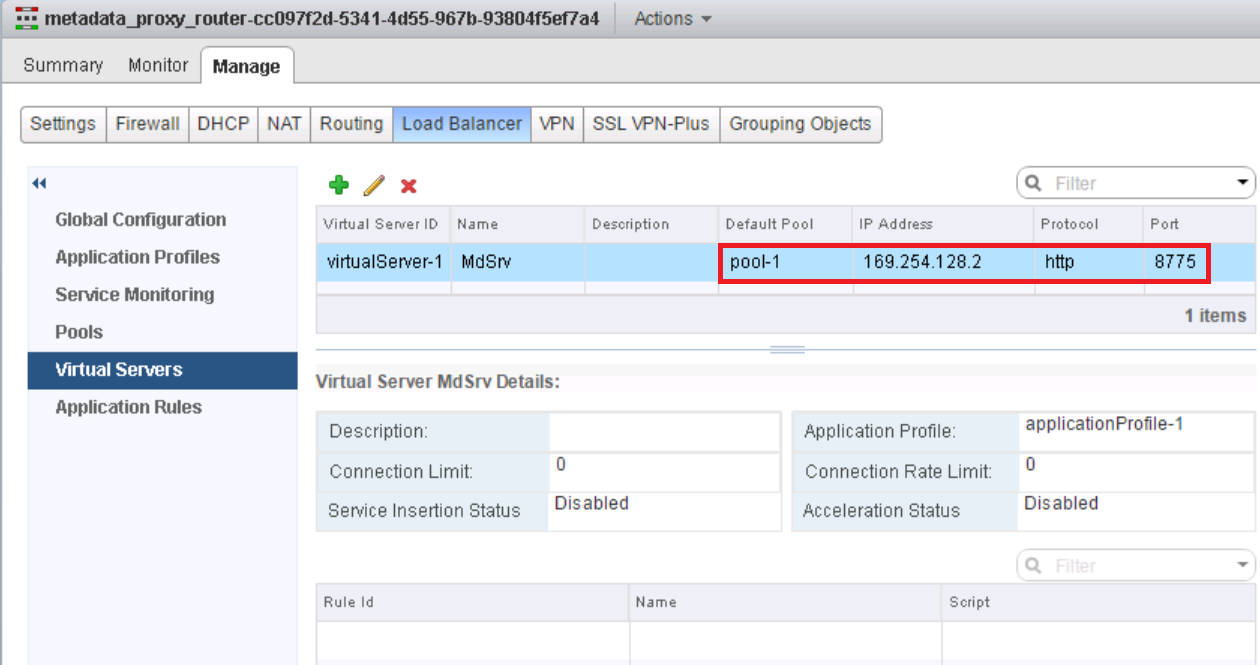 metadata_proxy_router-cc097f2d-5341-4d55-967b-93804f5ef7a4 Actions
Summary Monitor Manage
Settings Firewall DHCP NAT Routing Load Balancer VPN SSL VPN-Plus Grouping Objects
Global Configuration
Application Profiles
Service Monitoring
Pools
Virtual Servers
Application Rules
Filter
Virtual Server ID Name Description Default Pool IP Address Protocol Port
virtualServer-1 MdSrv pool-1 169.254.128.2 http 8775
1 items
Virtual Server MdSrv Details:
Description: Application Profile: applicationProfile-1
Connection Limit: 0 Connection Rate Limit: 0
Service Insertion Status Disabled Acceleration Status Disabled
Filter
Rule Id Name Script